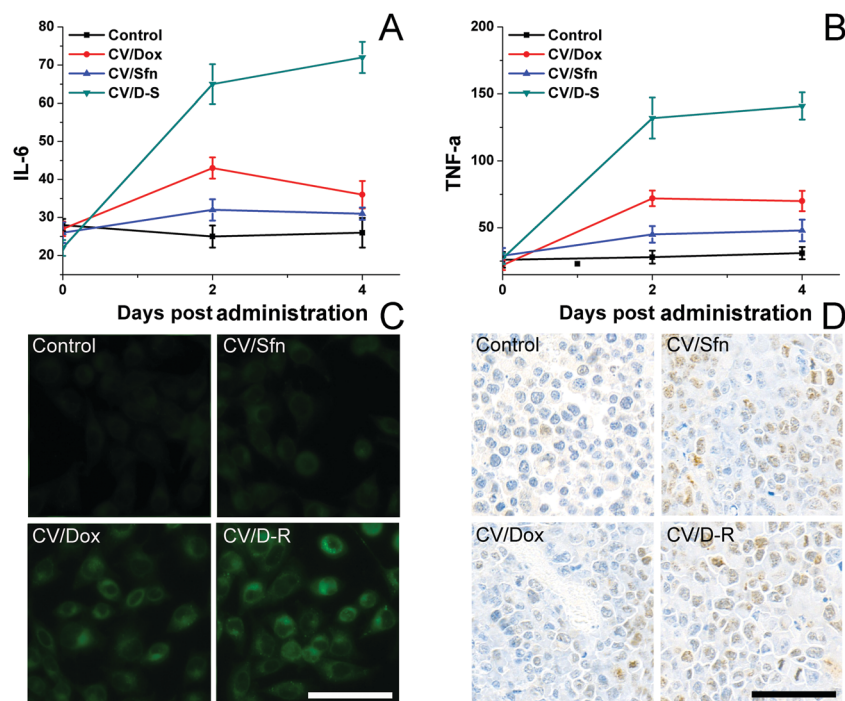 A
80
70
60
50
40
30
20
IL-6
Control
CV/Dox
CV/Sfn
CV/D-S
0
2
4
Days post administration
B
200
150
100
50
TNF-a
Control
CV/Dox
CV/Sfn
CV/D-S
0
2
4
Days post administration
C
Control
CV/Sfn
CV/Dox
CV/D-R
D
Control
CV/Sfn
CV/Dox
CV/D-R